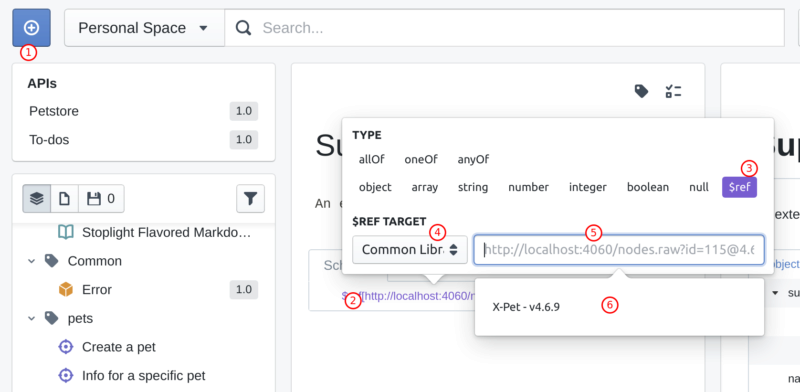 Personal Space
Search...
1
APIs
Petstore 1.0
To-dos 1.0
0
Stoplight Flavored Markdo...
Common
Error 1.0
pets
Create a pet
Info for a specific pet
Su
An e
Sch
TYPE
allOf oneOf anyOf
3
object array string number integer boolean null $ref
$REF TARGET
4
5
Common Libr
http://localhost:4060/nodes.raw?id=115@4.6
2
$ref[http://localhost:4060/n
X-Pet - v4.6.9
6
up
exte
object
su
na